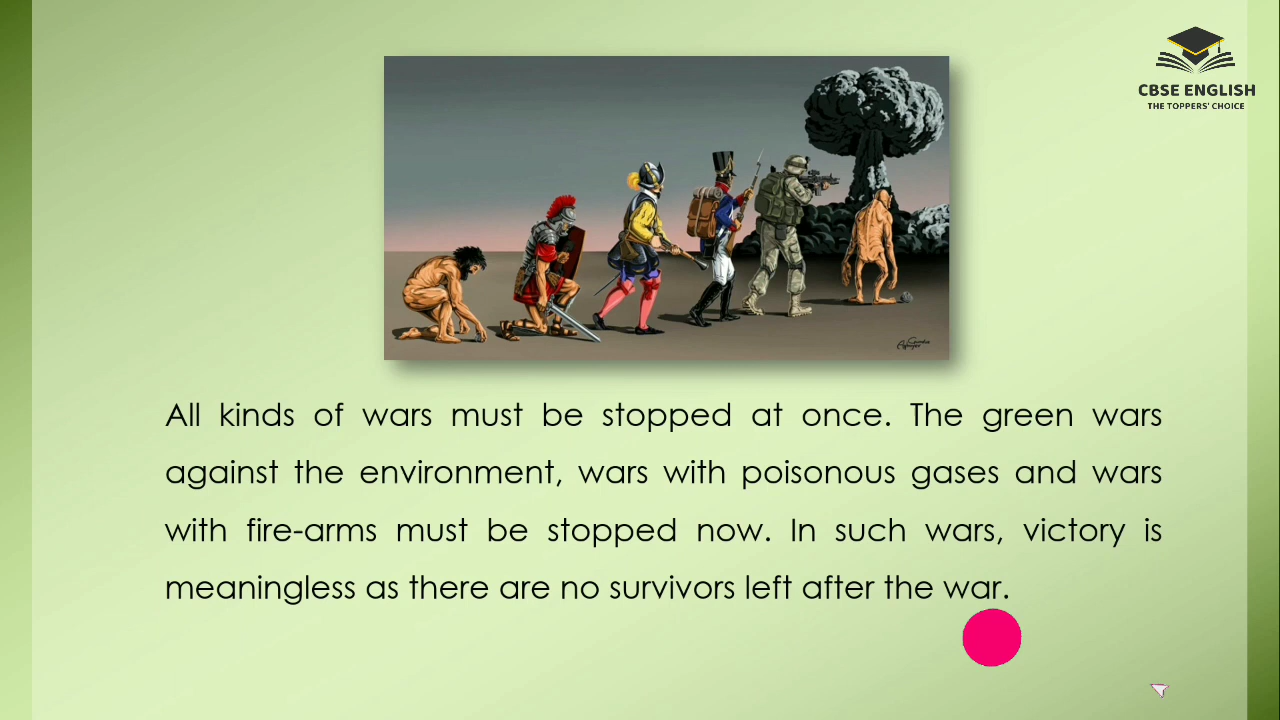 CBSE ENGLISH
THE TOPPERS' CHOICE
All kinds of wars must be stopped at once. The green wars
against the environment, wars with poisonous gases and wars
with fire-arms must be stopped now. In such wars, victory is
meaningless as there are no survivors left after the war.